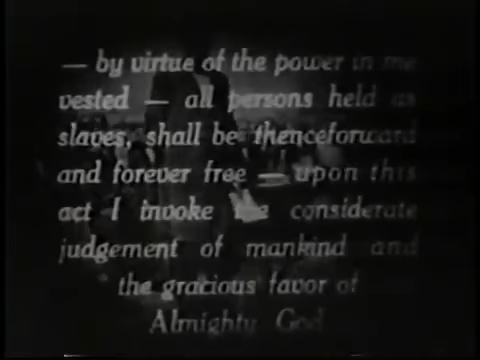 — by virtue of the power in me
vested — all persons held as
slaves, shall be thenceforward
and forever free — upon this
act I invoke the considerate
judgement of mankind and
the gracious favor of
Almighty God